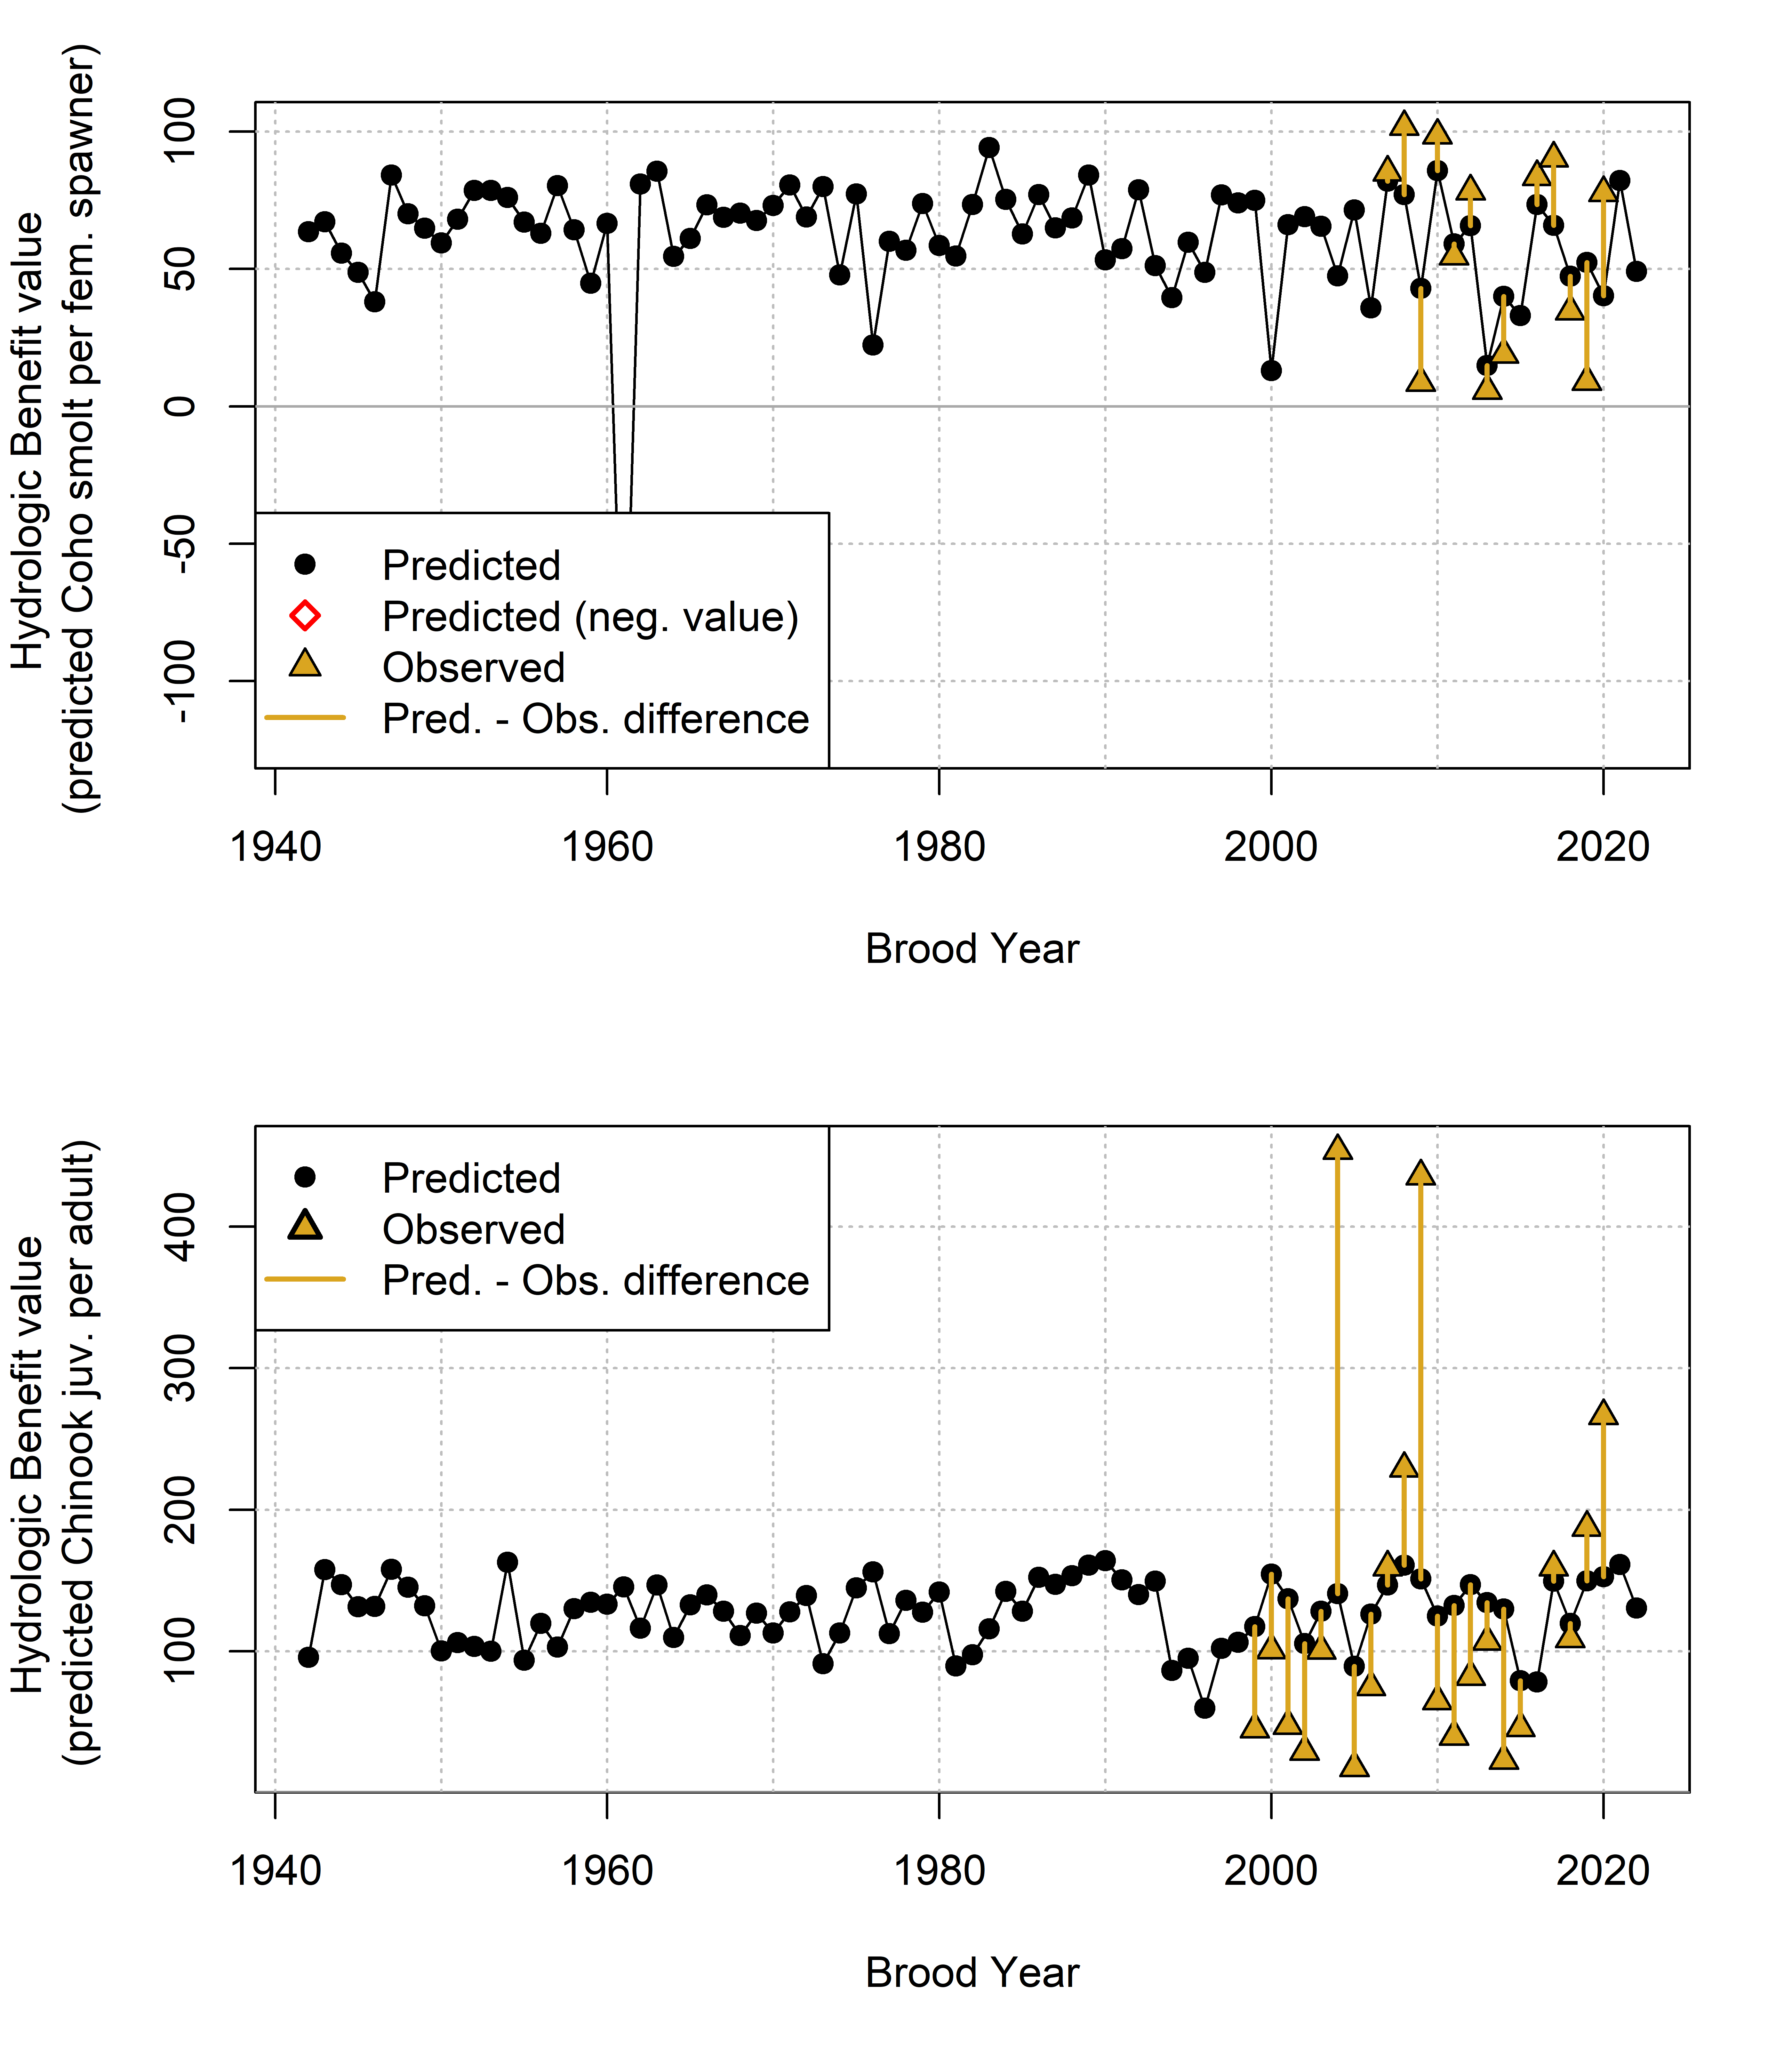 Hydrologic Benefit value
(predicted Coho smolt per fem. spawner)
100
50
0
-50
-100
Predicted
Predicted (neg. value)
Observed
Pred. - Obs. difference
1940 1960 1980 2000 2020
Brood Year
Hydrologic Benefit value
(predicted Chinook juv. per adult)
400
300
200
100
Predicted
Observed
Pred. - Obs. difference
1940 1960 1980 2000 2020
Brood Year